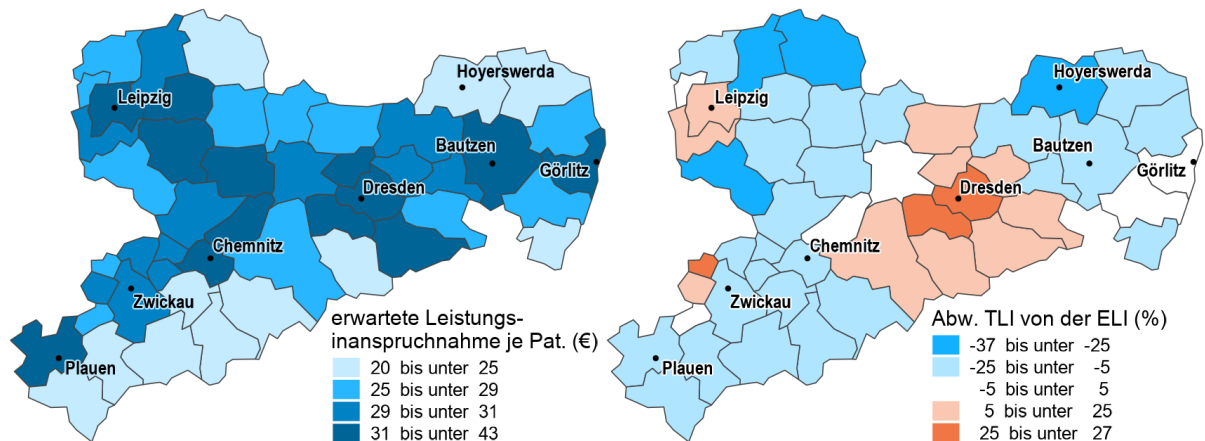 Hoyerswerda
Leipzig
Bautzen
Görlitz
Dresden
Chemnitz
Zwickau
Plauen
erwartete Leistungs-
inanspruchnahme je Pat. (€)
20 bis unter 25
25 bis unter 29
29 bis unter 31
31 bis unter 43
Hoyerswerda
Leipzig
Bautzen
Görlitz
Dresden
Chemnitz
Zwickau
Plauen
Abw. TLI von der ELI (%)
-37 bis unter -25
-25 bis unter -5
-5 bis unter 5
5 bis unter 25
25 bis unter 27